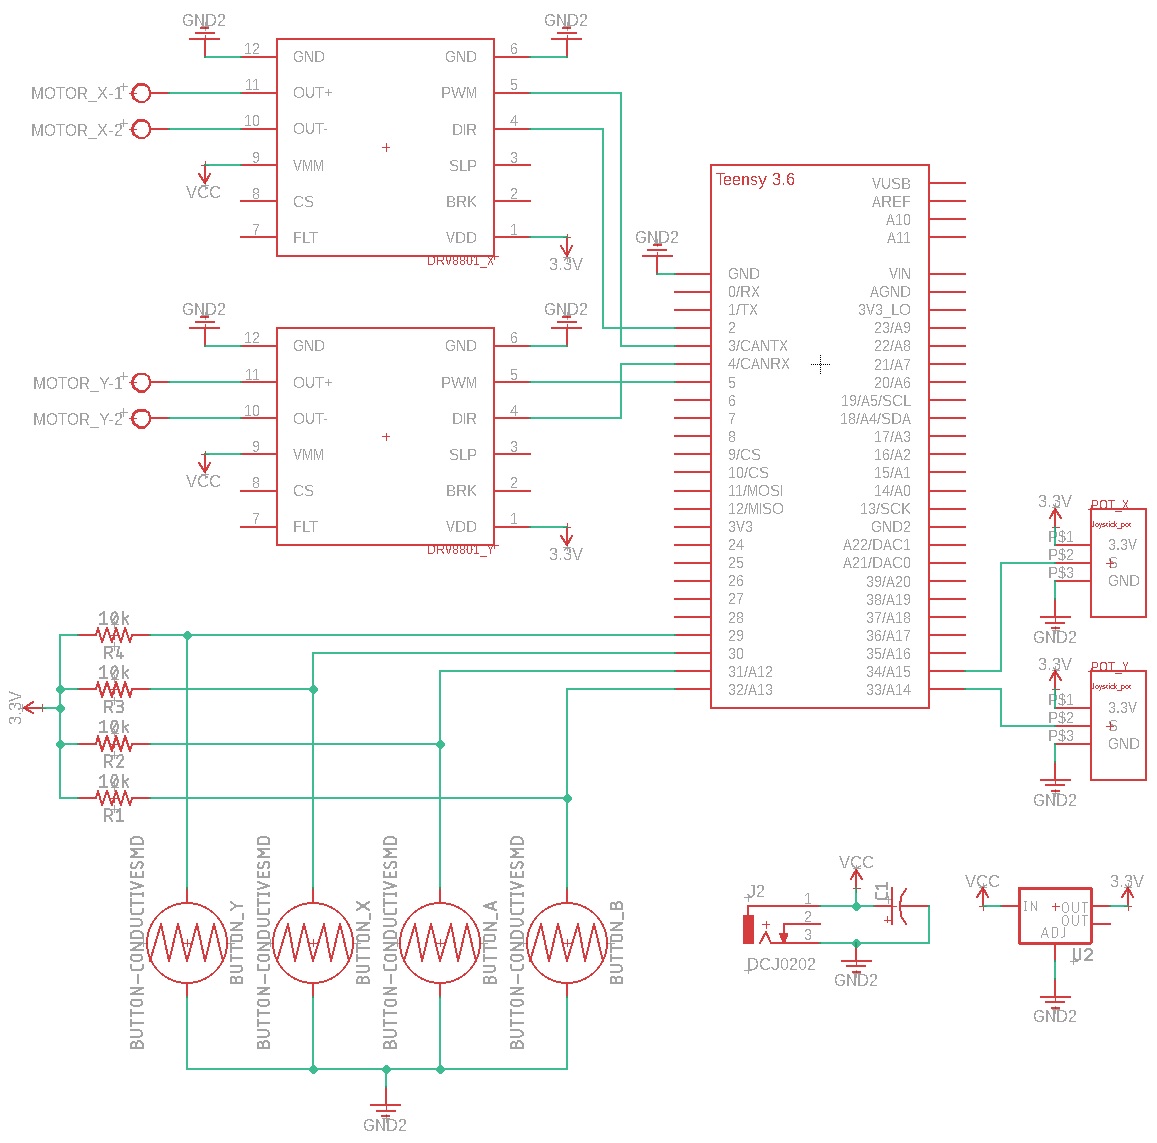 GND2
GND2
12 GND GND 6
MOTOR_X-1 11 OUT+ PWM 5
MOTOR_X-2 10 OUT- DIR 4
9 VMM SLP 3
VCC
8 CS BRK 2
7 FLT VDD 1
DRV8801_X
3.3V
GND2
GND2
12 GND GND 6
MOTOR_Y-1 11 OUT+ PWM 5
MOTOR_Y-2 10 OUT- DIR 4
9 VMM SLP 3
VCC
8 CS BRK 2
7 FLT VDD 1
DRV8801_Y
3.3V
Teensy 3.6
VUSB
AREF
A10
A11
GND2
GND VIN
0/RX AGND
1/TX 3V3_LO
2 23/A9
3/CANTX 22/A8
4/CANRX 21/A7
5 20/A6
6 19/A5/SCL
7 18/A4/SDA
8 17/A3
9/CS 16/A2
10/CS 15/A1
11/MOSI 14/A0
12/MISO 13/SCK
3V3 GND2
24 A22/DAC1
25 A21/DAC0
26 39/A20
27 38/A19
28 37/A18
29 36/A17
30 35/A16
31/A12 34/A15
32/A13 33/A14
3.3V
POT_X
Joystick_pot
P$1 3.3V
P$2 S
P$3 GND
GND2
3.3V
POT_Y
Joystick_pot
P$1 3.3V
P$2 S
P$3 GND
GND2
10k
R4
10k
R3
3.3V
10k
R2
10k
R1
BUTTON-CONDUCTIVESMD
BUTTON_Y
BUTTON-CONDUCTIVESMD
BUTTON_X
BUTTON-CONDUCTIVESMD
BUTTON_A
BUTTON-CONDUCTIVESMD
BUTTON_B
GND2
J2
1
2
3
DCJ0202
VCC
C1
GND2
VCC
3.3V
IN OUT
OUT
ADJ
U2
GND2